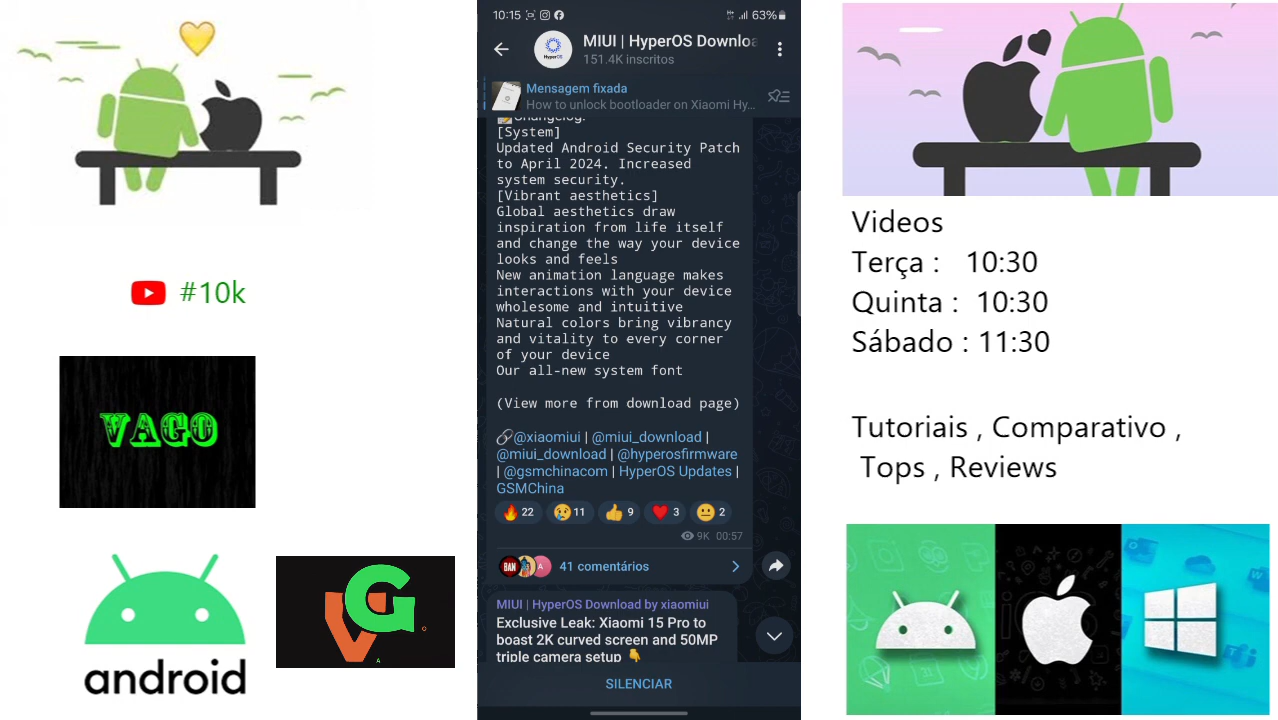 #10k
VAGO
android
VG
A
10:15
63%
MIUI | HyperOS Downloa
151.4K inscritos
HyperOS
Mensagem fixada
How to unlock bootloader on Xiaomi Hy...
Changelog:
[System]
Updated Android Security Patch
to April 2024. Increased
system security.
[Vibrant aesthetics]
Global aesthetics draw
inspiration from life itself
and change the way your device
looks and feels
New animation language makes
interactions with your device
wholesome and intuitive
Natural colors bring vibrancy
and vitality to every corner
of your device
Our all-new system font
(View more from download page)
@xiaomiui | @miui_download |
@miui_download | @hyperosfirmware
| @gsmchinacom | HyperOS Updates |
GSMChina
22 11 9 3 2
9K 00:57
BAN A 41 comentários
MIUI | HyperOS Download by xiaomiui
Exclusive Leak: Xiaomi 15 Pro to
boast 2K curved screen and 50MP
triple camera setup
SILENCIAR
Videos
Terça : 10:30
Quinta : 10:30
Sábado : 11:30
Tutoriais , Comparativo ,
Tops , Reviews